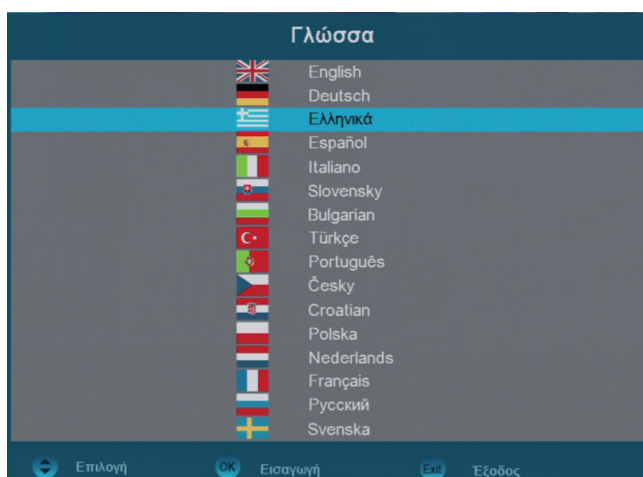 Γλώσσα
English
Deutsch
Ελληνικά
Español
Italiano
Slovensky
Bulgarian
Türkçe
Português
Česky
Croatian
Polska
Nederlands
Français
Русский
Svenska
Επιλογή OK Εισαγωγή Exit Έξοδος